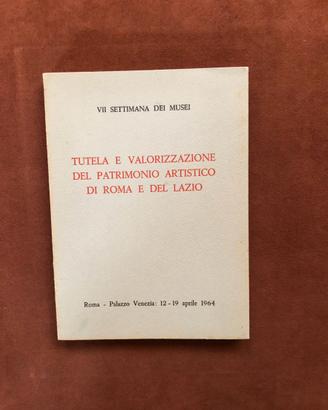 VII SETTIMANA DEI MUSEI
TUTELA E VALORIZZAZIONE
DEL PATRIMONIO ARTISTICO
DI ROMA E DEL LAZIO
Roma - Palazzo Venezia: 12-19 aprile 1964